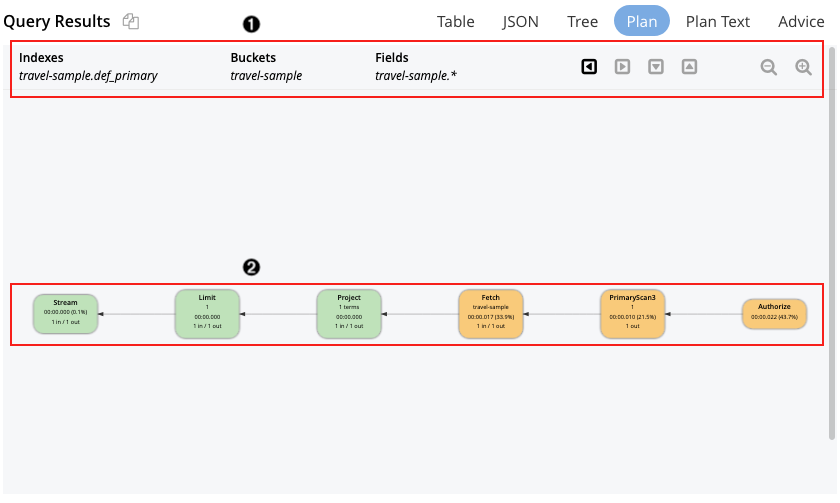 Query Results
❶
Table JSON Tree Plan Plan Text Advice
Indexes Buckets Fields
travel-sample.def_primary travel-sample travel-sample.*
❷
Stream
00:00.000 (0.1%)
1 in / 1 out
Limit
1
00:00.000
1 in / 1 out
Project
1 terms
00:00.000
1 in / 1 out
Fetch
travel-sample
00:00.017 (33.9%)
1 in / 1 out
PrimaryScan3
1
00:00.010 (21.5%)
1 out
Authorize
00:00.022 (43.7%)